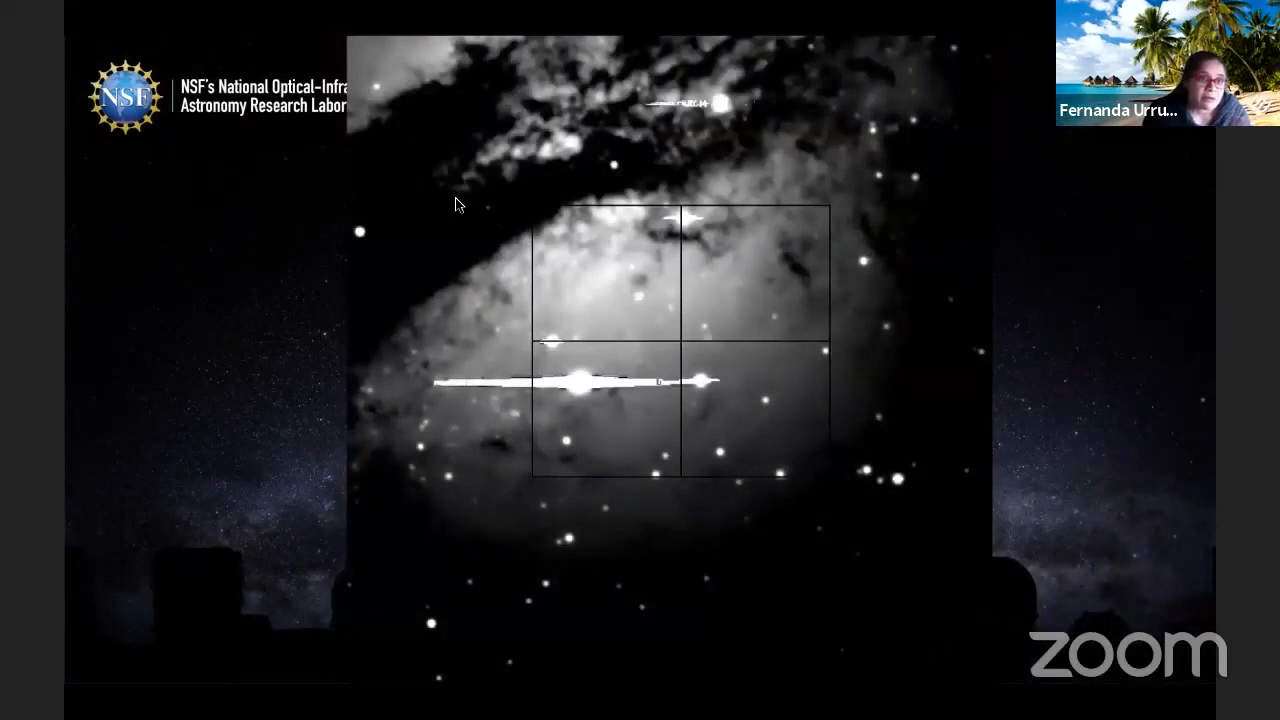 NSF
NSF's National Optical-Infra
Astronomy Research Labor
Fernanda Urru...
zoom